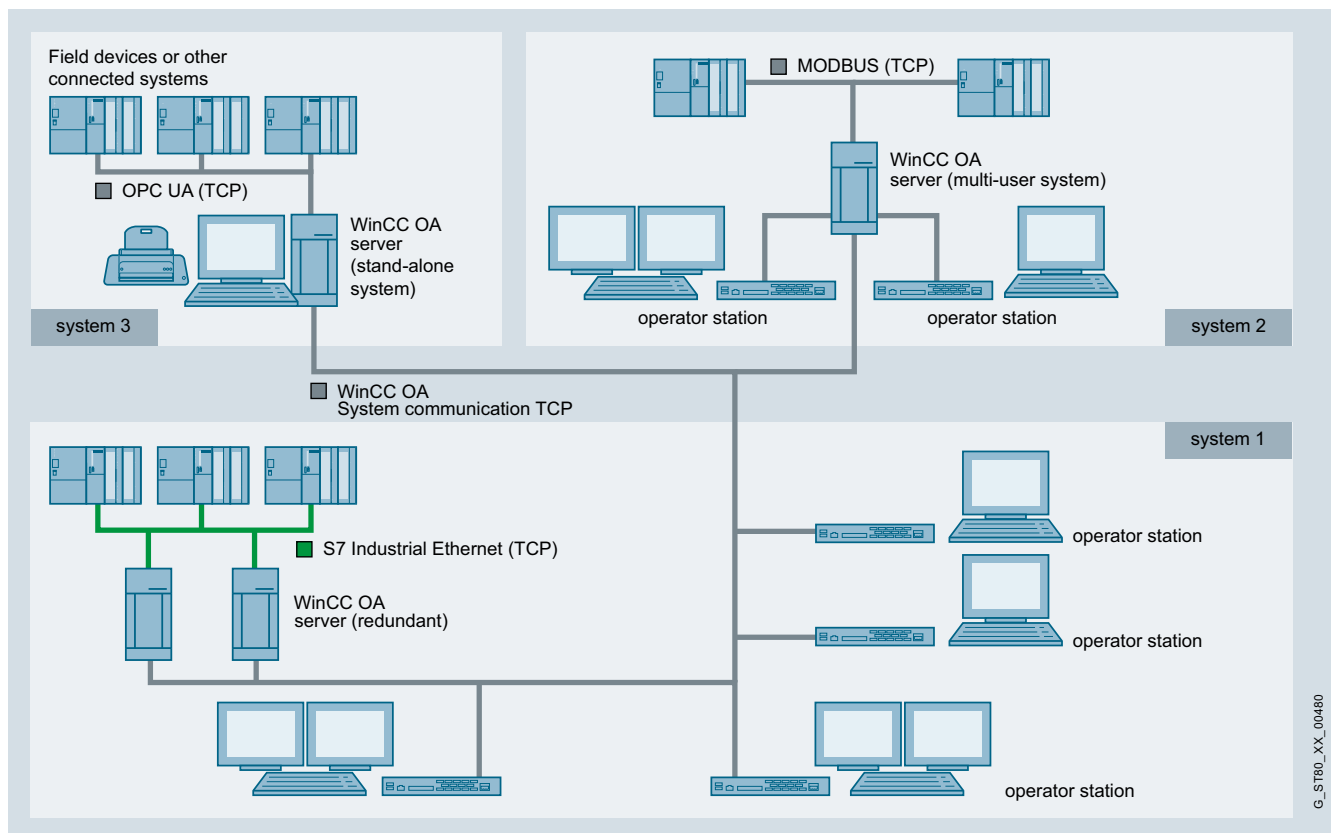 Field devices or other
connected systems
OPC UA (TCP)
WinCC OA
server
(stand-alone
system)
system 3
MODBUS (TCP)
WinCC OA
server (multi-user system)
operator station
operator station
system 2
WinCC OA
System communication TCP
system 1
S7 Industrial Ethernet (TCP)
WinCC OA
server (redundant)
operator station
operator station
operator station
G_ST80_XX_00480